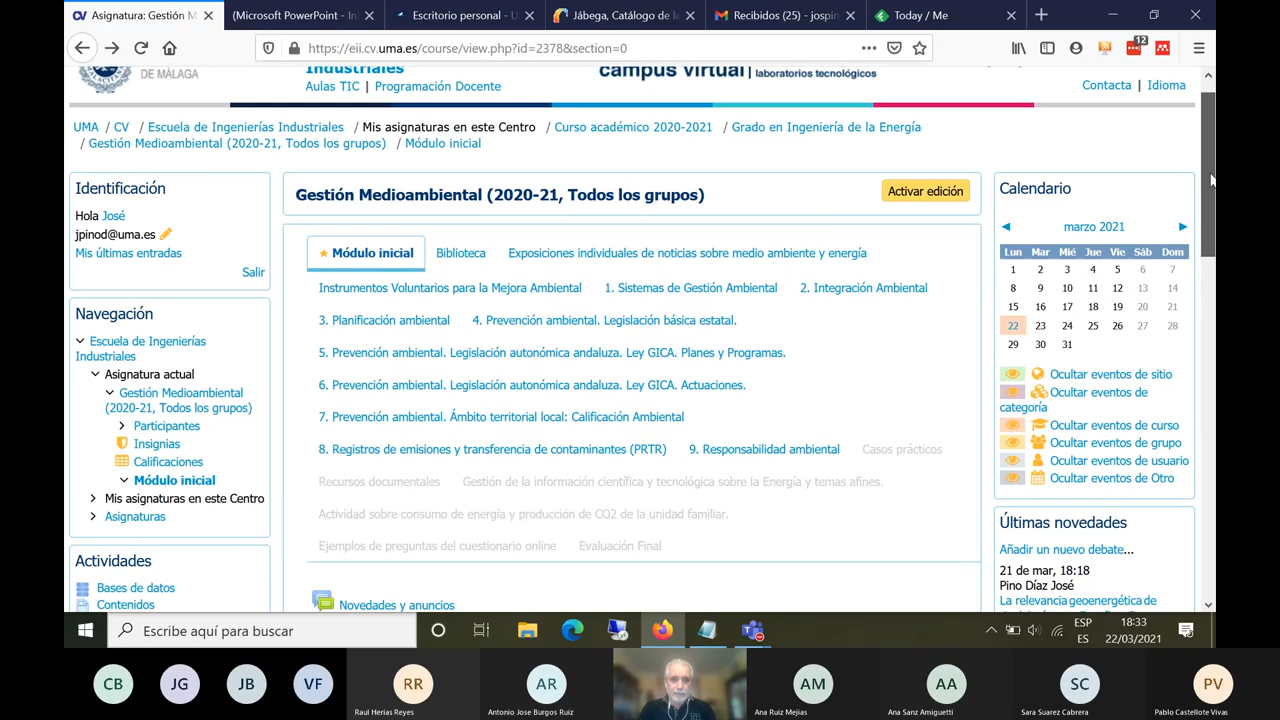 Asignatura: Gestión M
(Microsoft PowerPoint - In
Escritorio personal - U
Jábega, Catálogo de la
Recibidos (25) - jospin
Today / Me
https://eii.cv.uma.es/course/view.php?id=2378&section=0
12
DE MÁLAGA
Industriales
Aulas TIC | Programación Docente
campus virtual | laboratorios tecnológicos
Contacta | Idioma
UMA / CV / Escuela de Ingenierías Industriales / Mis asignaturas en este Centro / Curso académico 2020-2021 / Grado en Ingeniería de la Energía
/ Gestión Medioambiental (2020-21, Todos los grupos) / Módulo inicial
Identificación
Hola José
jpinod@uma.es
Mis últimas entradas
Salir
Navegación
Escuela de Ingenierías
Industriales
Asignatura actual
Gestión Medioambiental
(2020-21, Todos los grupos)
Participantes
Insignias
Calificaciones
Módulo inicial
Mis asignaturas en este Centro
Asignaturas
Actividades
Bases de datos
Contenidos
Gestión Medioambiental (2020-21, Todos los grupos)
Activar edición
Módulo inicial
Biblioteca
Exposiciones individuales de noticias sobre medio ambiente y energía
Instrumentos Voluntarios para la Mejora Ambiental
1. Sistemas de Gestión Ambiental
2. Integración Ambiental
3. Planificación ambiental
4. Prevención ambiental. Legislación básica estatal.
5. Prevención ambiental. Legislación autonómica andaluza. Ley GICA. Planes y Programas.
6. Prevención ambiental. Legislación autonómica andaluza. Ley GICA. Actuaciones.
7. Prevención ambiental. Ámbito territorial local: Calificación Ambiental
8. Registros de emisiones y transferencia de contaminantes (PRTR)
9. Responsabilidad ambiental
Casos prácticos
Recursos documentales
Gestión de la información científica y tecnológica sobre la Energía y temas afines.
Actividad sobre consumo de energía y producción de CO2 de la unidad familiar.
Ejemplos de preguntas del cuestionario online
Evaluación Final
Novedades y anuncios
Calendario
marzo 2021
Lun Mar Mié Jue Vie Sáb Dom
1 2 3 4 5 6 7
8 9 10 11 12 13 14
15 16 17 18 19 20 21
22 23 24 25 26 27 28
29 30 31
Ocultar eventos de sitio
Ocultar eventos de
categoría
Ocultar eventos de curso
Ocultar eventos de grupo
Ocultar eventos de usuario
Ocultar eventos de Otro
Últimas novedades
Añadir un nuevo debate...
21 de mar, 18:18
Pino Díaz José
La relevancia geoenergética de
Escribe aquí para buscar
ESP
ES
18:33
22/03/2021
CB
JG
JB
VF
RR
Raul Herias Reyes
AR
Antonio Jose Burgos Ruiz
AM
Ana Ruiz Mejias
AA
Ana Sanz Amiguetti
SC
Sara Suarez Cabrera
PV
Pablo Castellote Vivas